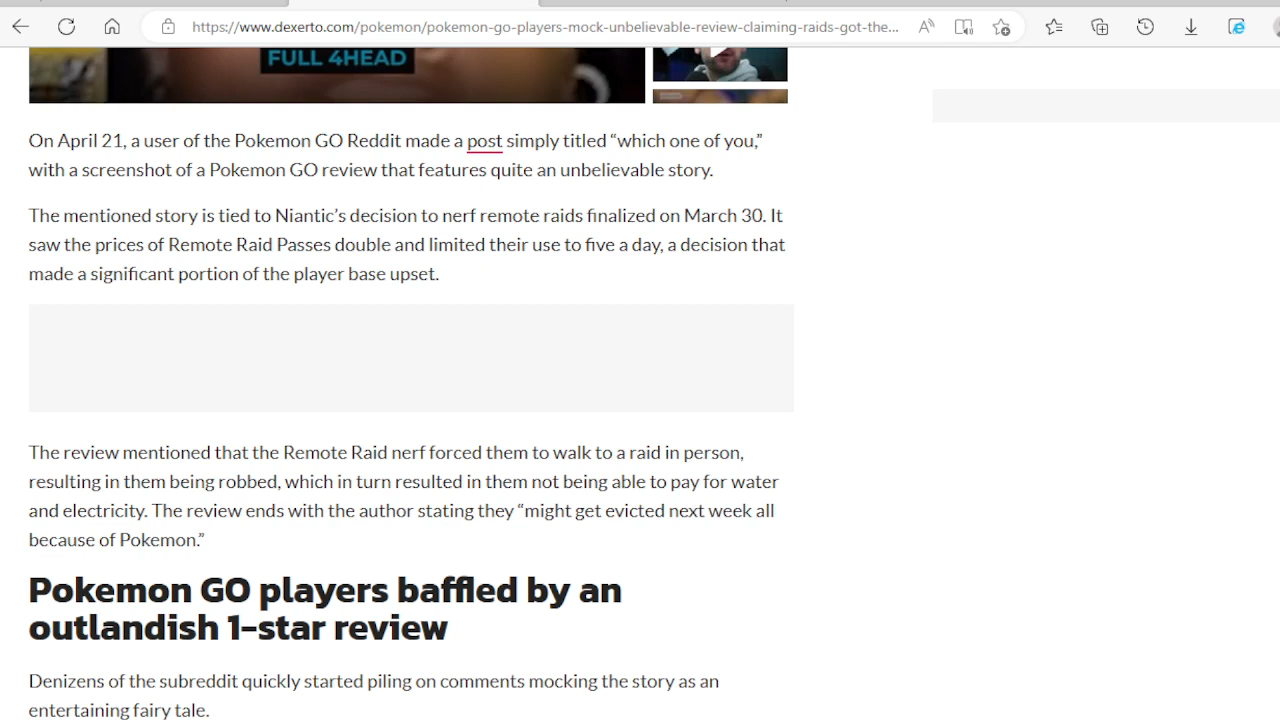 https://www.dexerto.com/pokemon/pokemon-go-players-mock-unbelievable-review-claiming-raids-got-the...
FULL 4HEAD
On April 21, a user of the Pokemon GO Reddit made a post simply titled “which one of you,”
with a screenshot of a Pokemon GO review that features quite an unbelievable story.
The mentioned story is tied to Niantic’s decision to nerf remote raids finalized on March 30. It
saw the prices of Remote Raid Passes double and limited their use to five a day, a decision that
made a significant portion of the player base upset.
The review mentioned that the Remote Raid nerf forced them to walk to a raid in person,
resulting in them being robbed, which in turn resulted in them not being able to pay for water
and electricity. The review ends with the author stating they “might get evicted next week all
because of Pokemon.”
Pokemon GO players baffled by an
outlandish 1-star review
Denizens of the subreddit quickly started piling on comments mocking the story as an
entertaining fairy tale.